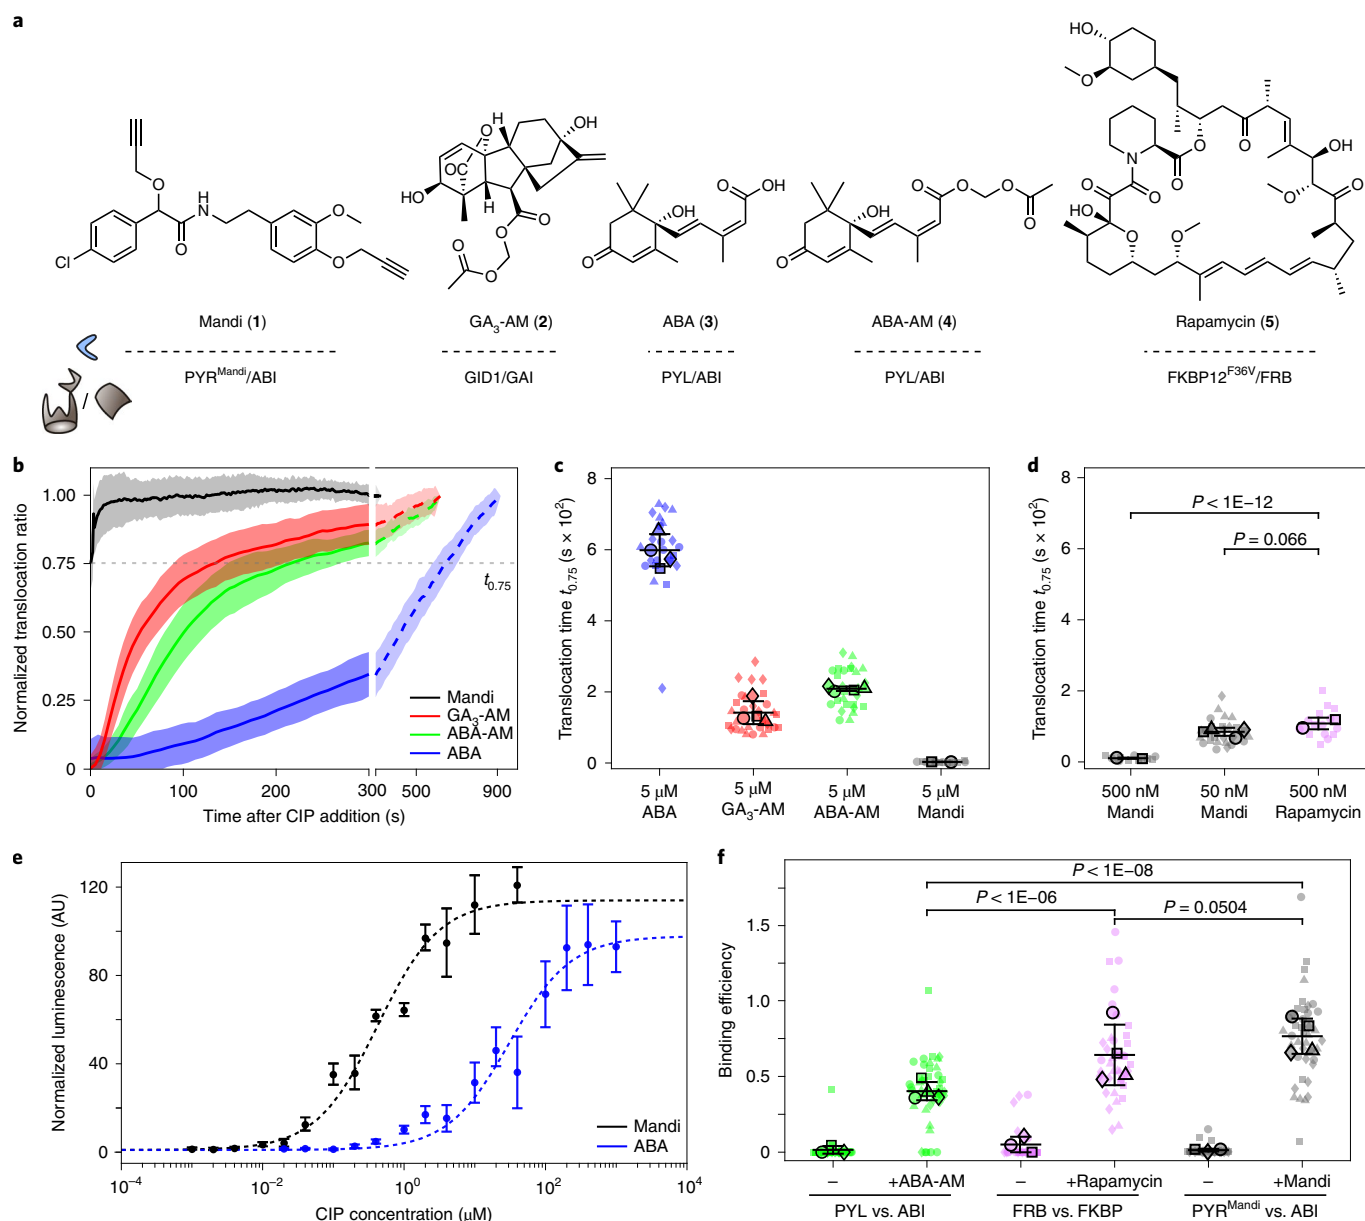 a
HO
O
O
N
O
O
O
O
HO
O
O
O
OH
O
O
O
O
H
N
O
Cl
O
O
H
O
OC
HO
H
OH
O
O
O
O
OH
O
O
OH
O
O
O
O
OH
O
Mandi (1)
GA3-AM (2)
ABA (3)
ABA-AM (4)
Rapamycin (5)
PYR^Mandi/ABI
GID1/GAI
PYL/ABI
PYL/ABI
FKBP12^F36V/FRB
/
b
Normalized translocation ratio
1.00
0.75
0.50
0.25
0
t0.75
Mandi
GA3-AM
ABA-AM
ABA
0 100 200 300 500 900
Time after CIP addition (s)
c
Translocation time t0.75 (s × 10²)
8
6
4
2
0
5 µM ABA
5 µM GA3-AM
5 µM ABA-AM
5 µM Mandi
d
Translocation time t0.75 (s × 10²)
8
6
4
2
0
P < 1E−12
P = 0.066
500 nM Mandi
50 nM Mandi
500 nM Rapamycin
e
Normalized luminescence (AU)
120
80
40
0
Mandi
ABA
10⁻⁴ 10⁻² 10⁰ 10² 10⁴
CIP concentration (µM)
f
Binding efficiency
1.5
1.0
0.5
0
P < 1E−08
P < 1E−06
P = 0.0504
– +ABA-AM – +Rapamycin – +Mandi
PYL vs. ABI FRB vs. FKBP PYR^Mandi vs. ABI